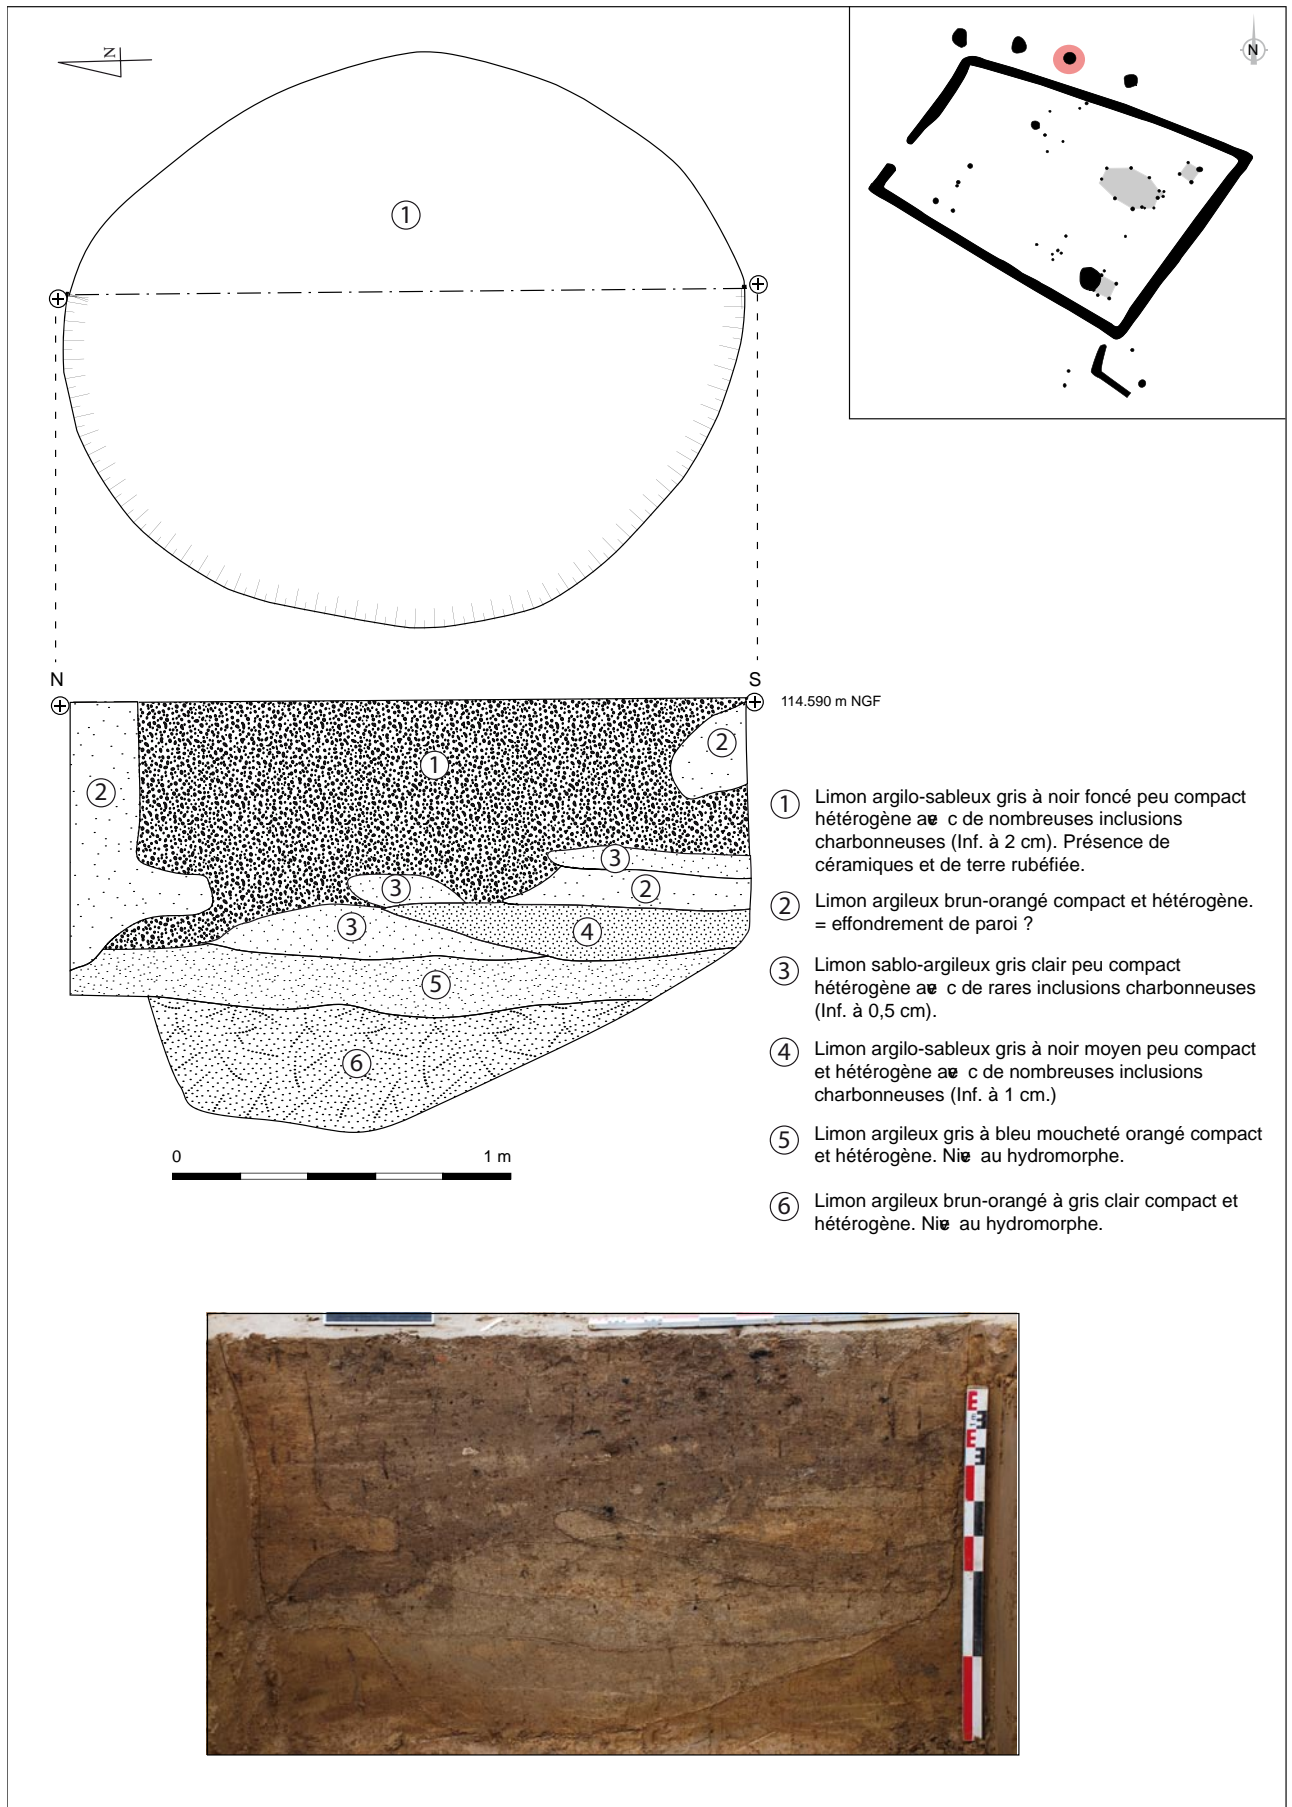 N
N
1
N
S
114.590 m NGF
2
1
2
3
3
2
3
4
5
6
0 1 m
1 Limon argilo-sableux gris à noir foncé peu compact
hétérogène avec de nombreuses inclusions
charbonneuses (Inf. à 2 cm). Présence de
céramiques et de terre rubéfiée.
2 Limon argileux brun-orangé compact et hétérogène.
= effondrement de paroi ?
3 Limon sablo-argileux gris clair peu compact
hétérogène avec de rares inclusions charbonneuses
(Inf. à 0,5 cm).
4 Limon argilo-sableux gris à noir moyen peu compact
et hétérogène avec de nombreuses inclusions
charbonneuses (Inf. à 1 cm.)
5 Limon argileux gris à bleu moucheté orangé compact
et hétérogène. Niveau hydromorphe.
6 Limon argileux brun-orangé à gris clair compact et
hétérogène. Niveau hydromorphe.